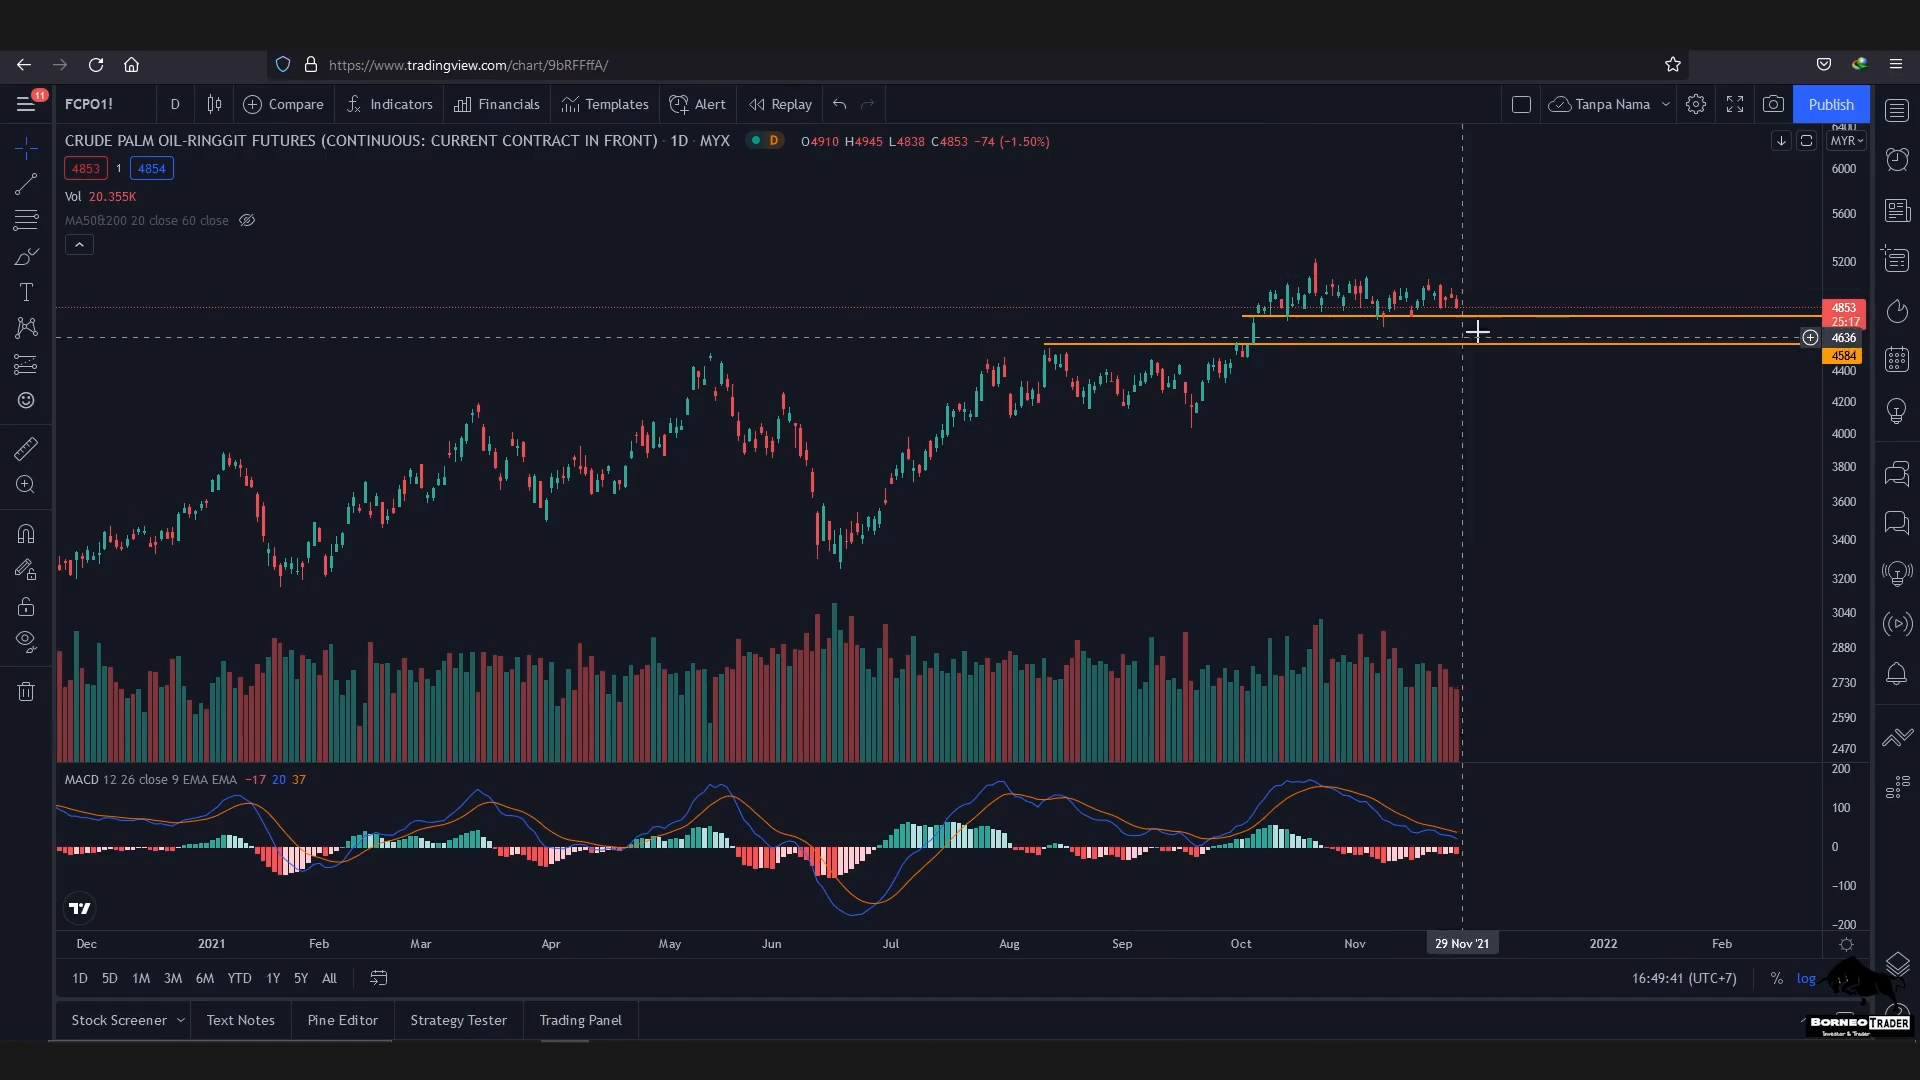 https://www.tradingview.com/chart/9bRFFffA/
11
FCPO1!
D
Compare
Indicators
Financials
Templates
Alert
Replay
Tanpa Nama
Publish
CRUDE PALM OIL-RINGGIT FUTURES (CONTINUOUS: CURRENT CONTRACT IN FRONT) · 1D · MYX
D
O4910 H4945 L4838 C4853 −74 (−1.50%)
MYR
4853 1 4854
Vol 20.355K
MA50&200 20 close 60 close
6400
6000
5600
5200
4853
25:17
4636
4584
4400
4200
4000
3800
3600
3400
3200
3040
2880
2730
2590
2470
MACD 12 26 close 9 EMA EMA −17 20 37
200
100
0
−100
−200
Dec 2021 Feb Mar Apr May Jun Jul Aug Sep Oct Nov 29 Nov '21 2022 Feb
1D 5D 1M 3M 6M YTD 1Y 5Y All
16:49:41 (UTC+7)
% log
Stock Screener Text Notes Pine Editor Strategy Tester Trading Panel
BORNEO TRADER
Investor & Trader